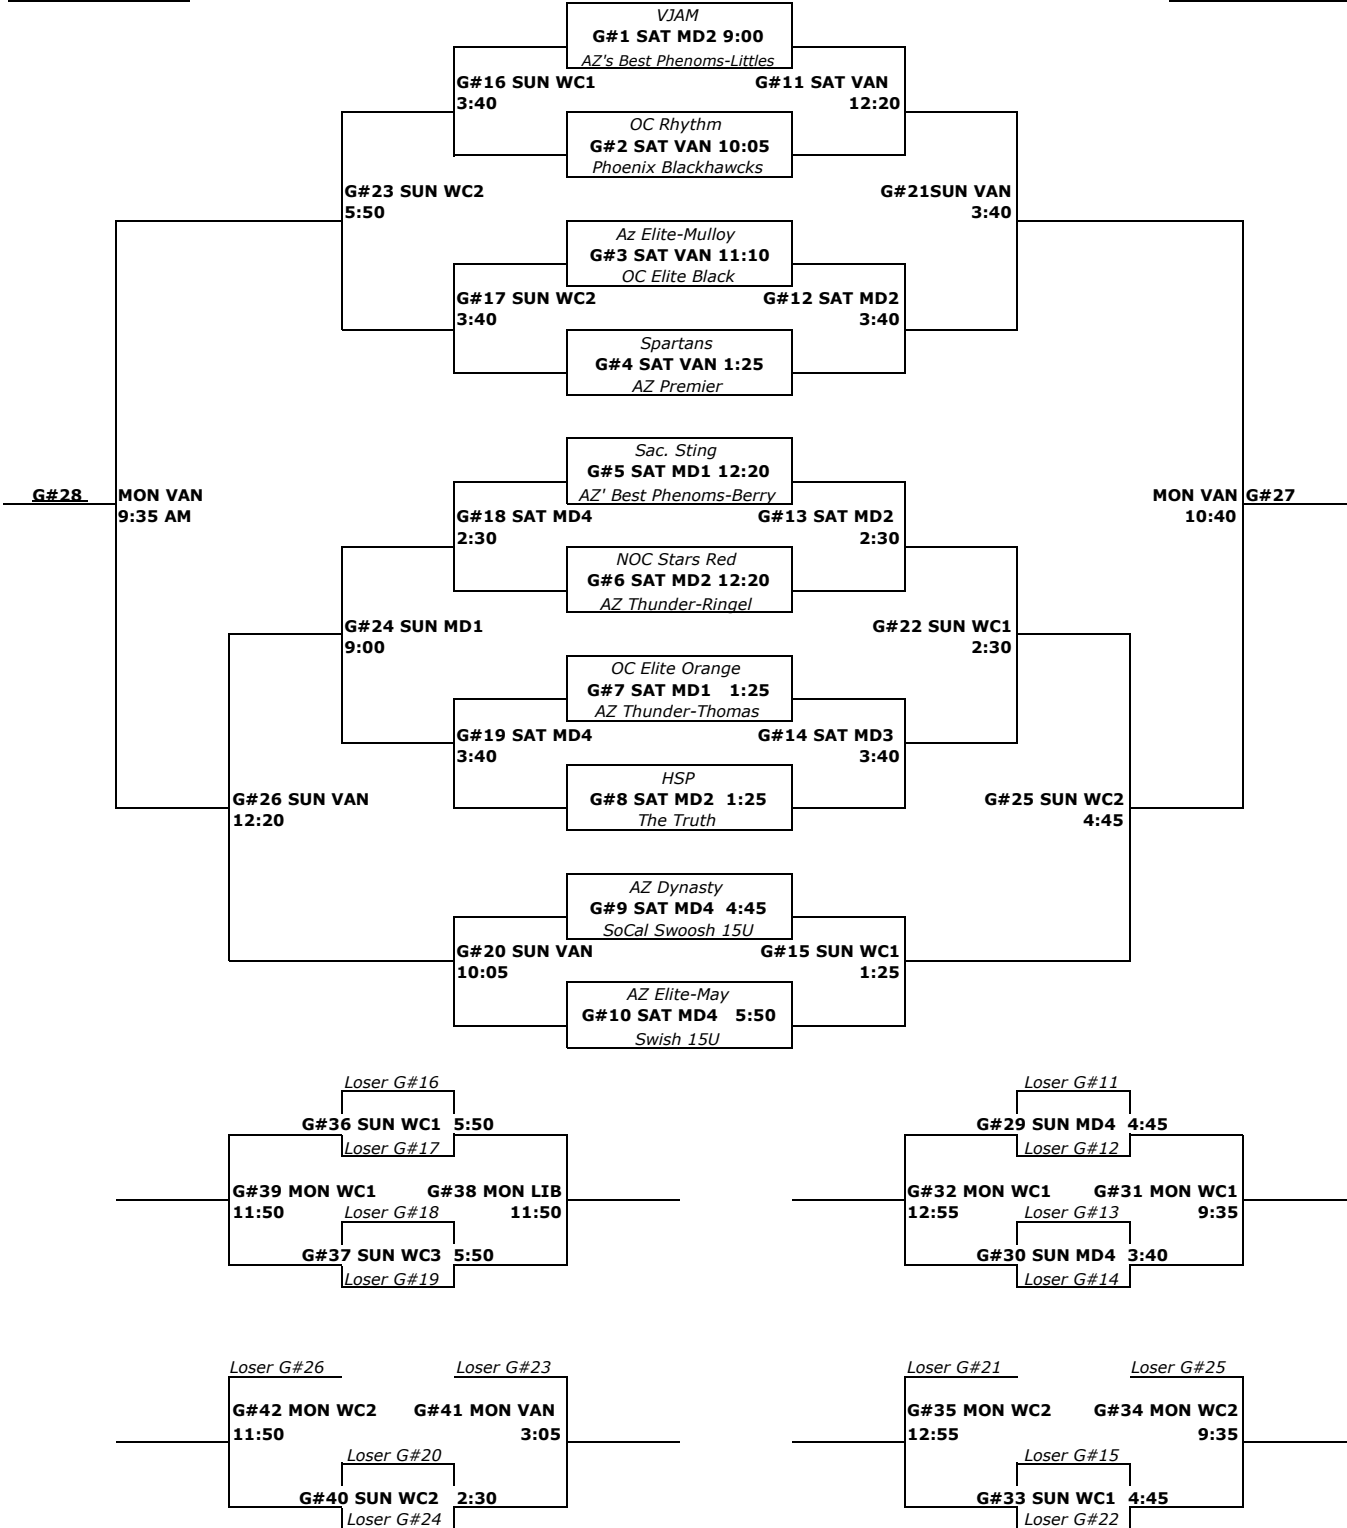 VJAM
G#1 SAT MD2 9:00
AZ's Best Phenoms-Littles
G#16 SUN WC1
3:40
G#11 SAT VAN
12:20
OC Rhythm
G#2 SAT VAN 10:05
Phoenix Blackhawcks
G#23 SUN WC2
5:50
G#21SUN VAN
3:40
Az Elite-Mulloy
G#3 SAT VAN 11:10
OC Elite Black
G#17 SUN WC2
3:40
G#12 SAT MD2
3:40
Spartans
G#4 SAT VAN 1:25
AZ Premier
Sac. Sting
G#5 SAT MD1 12:20
AZ' Best Phenoms-Berry
G#28
MON VAN
9:35 AM
MON VAN
10:40
G#27
G#18 SAT MD4
2:30
G#13 SAT MD2
2:30
NOC Stars Red
G#6 SAT MD2 12:20
AZ Thunder-Ringel
G#24 SUN MD1
9:00
G#22 SUN WC1
2:30
OC Elite Orange
G#7 SAT MD1 1:25
AZ Thunder-Thomas
G#19 SAT MD4
3:40
G#14 SAT MD3
3:40
HSP
G#8 SAT MD2 1:25
The Truth
G#26 SUN VAN
12:20
G#25 SUN WC2
4:45
AZ Dynasty
G#9 SAT MD4 4:45
SoCal Swoosh 15U
G#20 SUN VAN
10:05
G#15 SUN WC1
1:25
AZ Elite-May
G#10 SAT MD4 5:50
Swish 15U
Loser G#16
G#36 SUN WC1 5:50
Loser G#17
G#39 MON WC1
11:50
G#38 MON LIB
11:50
Loser G#18
G#37 SUN WC3 5:50
Loser G#19
Loser G#11
G#29 SUN MD4 4:45
Loser G#12
G#32 MON WC1
12:55
G#31 MON WC1
9:35
Loser G#13
G#30 SUN MD4 3:40
Loser G#14
Loser G#26
Loser G#23
G#42 MON WC2
11:50
G#41 MON VAN
3:05
Loser G#20
G#40 SUN WC2 2:30
Loser G#24
Loser G#21
Loser G#25
G#35 MON WC2
12:55
G#34 MON WC2
9:35
Loser G#15
G#33 SUN WC1 4:45
Loser G#22